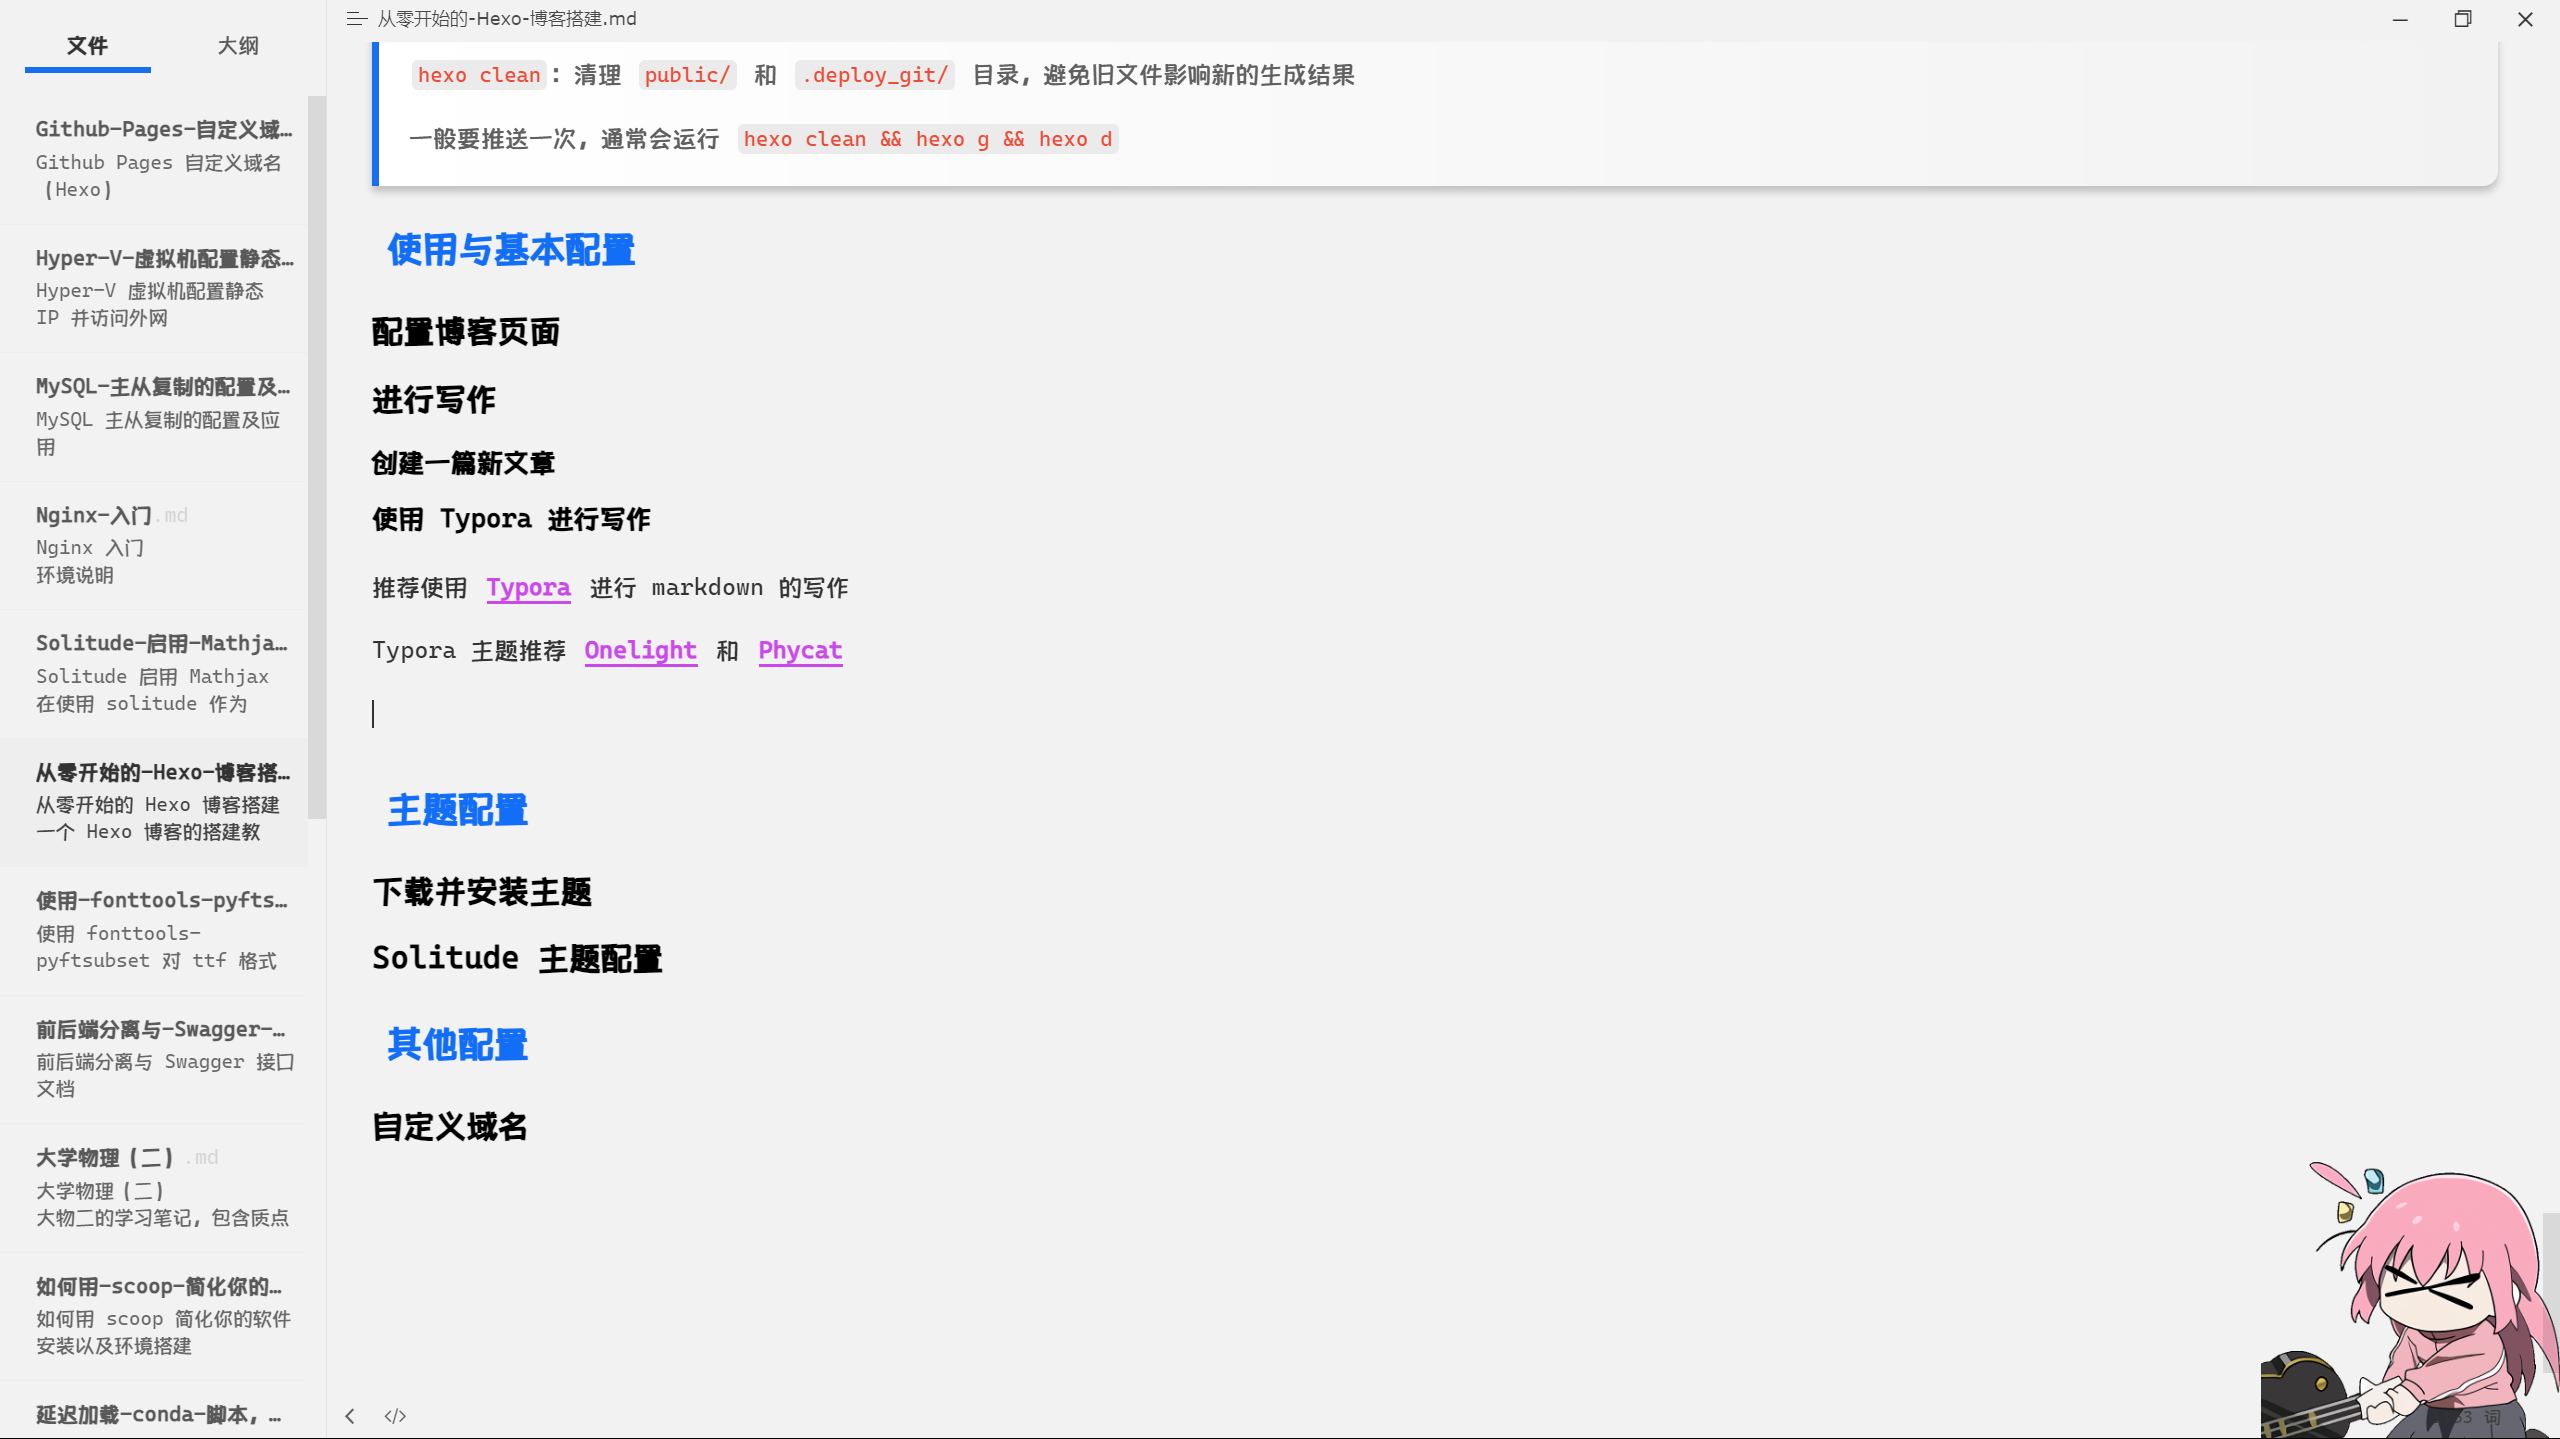 文件
大纲
Github-Pages-自定义域...
Github Pages 自定义域名
(Hexo)
Hyper-V-虚拟机配置静态...
Hyper-V 虚拟机配置静态
IP 并访问外网
MySQL-主从复制的配置及...
MySQL 主从复制的配置及应
用
Nginx-入门.md
Nginx 入门
环境说明
Solitude-启用-Mathja...
Solitude 启用 Mathjax
在使用 solitude 作为
从零开始的-Hexo-博客搭...
从零开始的 Hexo 博客搭建
一个 Hexo 博客的搭建教
使用-fonttools-pyfts...
使用 fonttools-
pyftsubset 对 ttf 格式
前后端分离与-Swagger-...
前后端分离与 Swagger 接口
文档
大学物理（二）.md
大学物理（二）
大物二的学习笔记，包含质点
如何用-scoop-简化你的...
如何用 scoop 简化你的软件
安装以及环境搭建
延迟加载-conda-脚本，...
从零开始的-Hexo-博客搭建.md
hexo clean：清理 public/ 和 .deploy_git/ 目录，避免旧文件影响新的生成结果
一般要推送一次，通常会运行 hexo clean && hexo g && hexo d
使用与基本配置
配置博客页面
进行写作
创建一篇新文章
使用 Typora 进行写作
推荐使用 Typora 进行 markdown 的写作
Typora 主题推荐 Onelight 和 Phycat
主题配置
下载并安装主题
Solitude 主题配置
其他配置
自定义域名
词